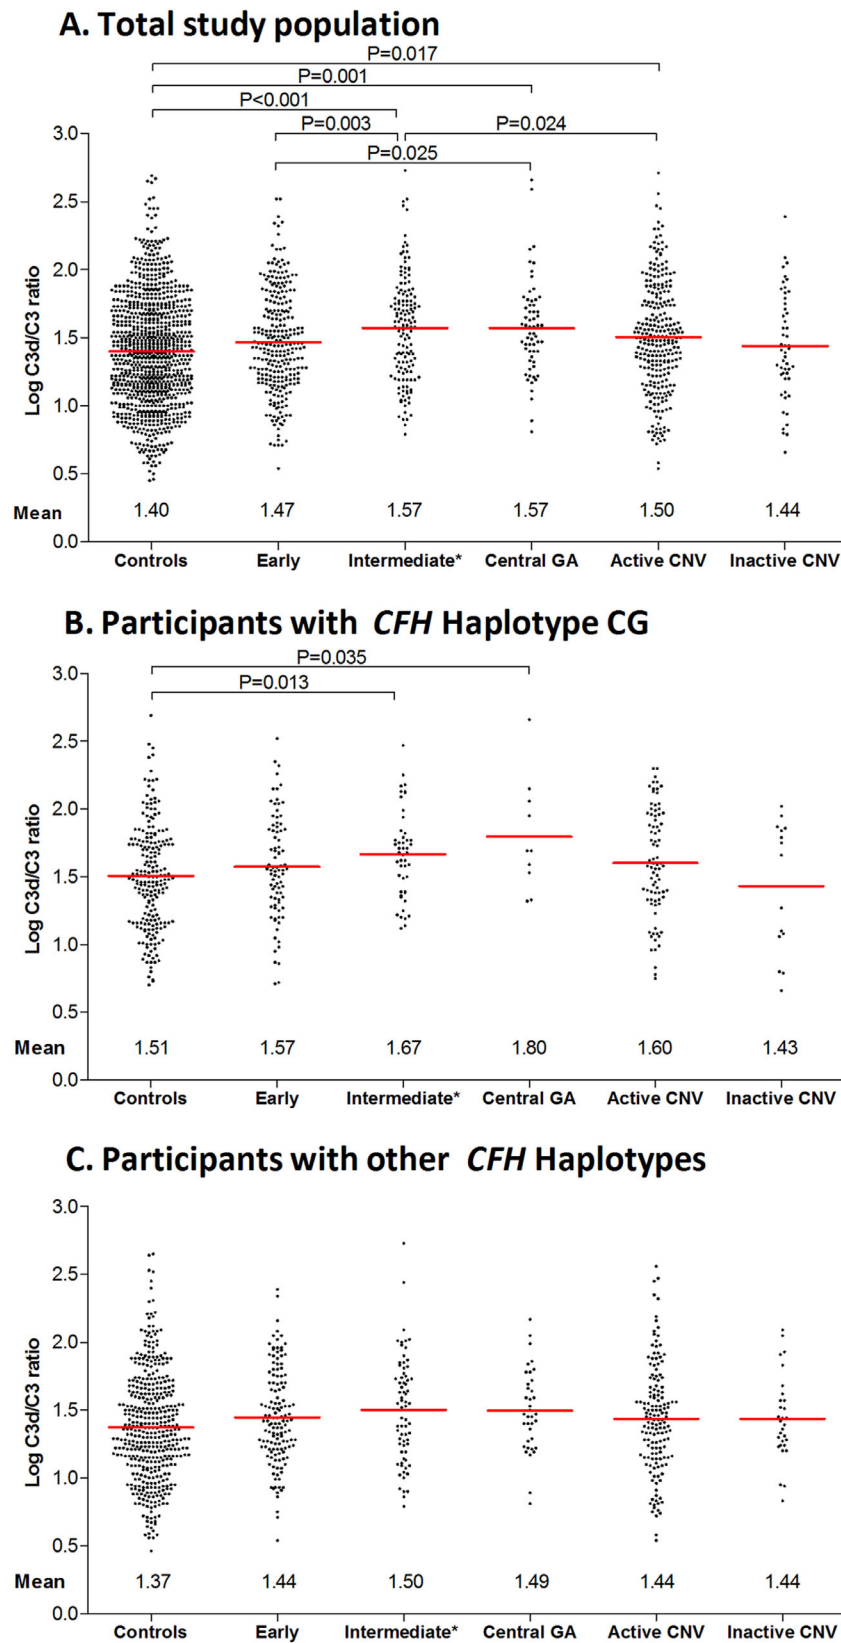 A. Total study population
P=0.017
P=0.001
P<0.001
P=0.003 P=0.024
P=0.025
3.0
2.5
2.0
1.5
1.0
0.5
0.0
Log C3d/C3 ratio
Mean 1.40 1.47 1.57 1.57 1.50 1.44
Controls Early Intermediate* Central GA Active CNV Inactive CNV
B. Participants with CFH Haplotype CG
P=0.035
P=0.013
3.0
2.5
2.0
1.5
1.0
0.5
0.0
Log C3d/C3 ratio
Mean 1.51 1.57 1.67 1.80 1.60 1.43
Controls Early Intermediate* Central GA Active CNV Inactive CNV
C. Participants with other CFH Haplotypes
3.0
2.5
2.0
1.5
1.0
0.5
0.0
Log C3d/C3 ratio
Mean 1.37 1.44 1.50 1.49 1.44 1.44
Controls Early Intermediate* Central GA Active CNV Inactive CNV